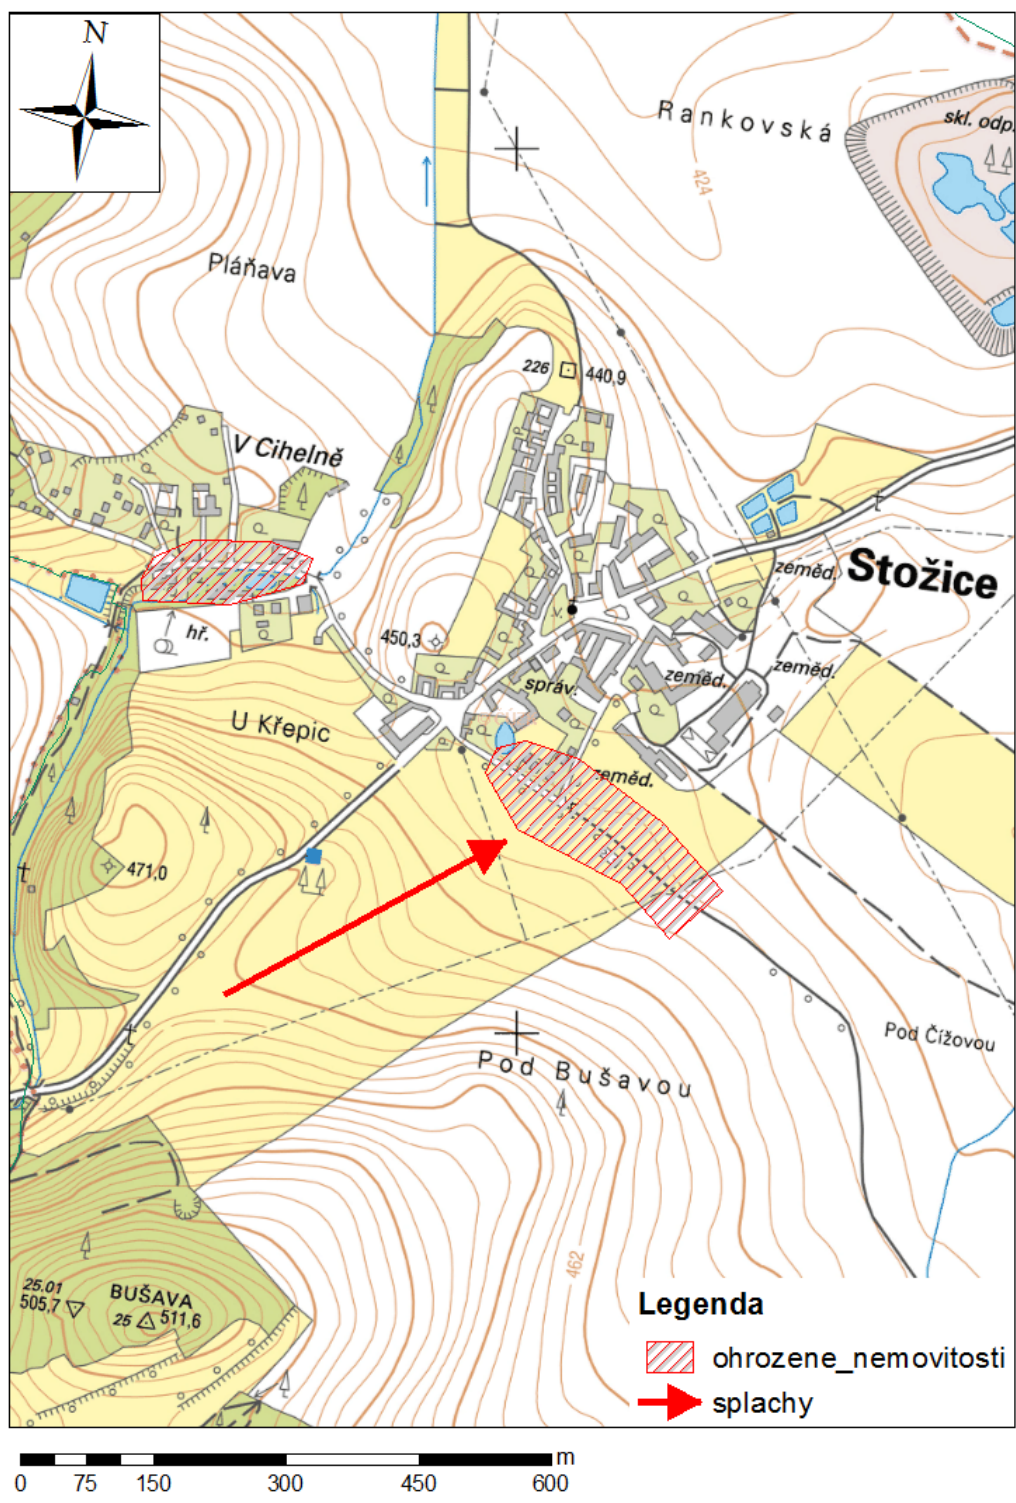 N
Rankovská
skl. odp.
424
Pláňava
226
440,9
V Cihelně
zeměd.
Stožice
v.
hř.
450,3
zeměd.
zeměd.
správ.
U Křepic
zeměd.
471,0
Pod Čížovou
Pod Bušavou
462
25.01
505,7
BUŠAVA
25
511,6
Legenda
ohrozene_nemovitosti
splachy
m
0 75 150 300 450 600